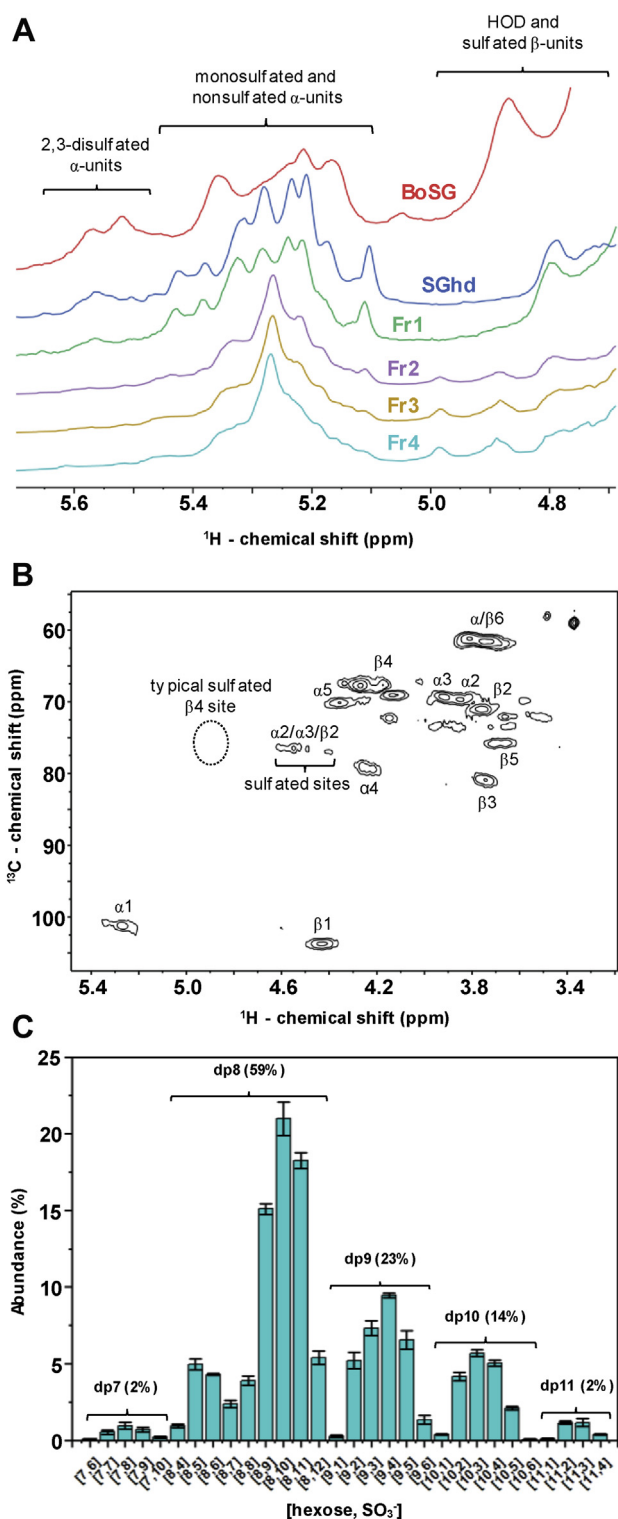 A
HOD and
sulfated β-units
monosulfated and
nonsulfated α-units
2,3-disulfated
α-units
BoSG
SGhd
Fr1
Fr2
Fr3
Fr4
5.6 5.4 5.2 5.0 4.8
¹H - chemical shift (ppm)
B
60
70
80
90
100
¹³C - chemical shift (ppm)
α/β6
β4
α3 α2
β2
α5
typical sulfated
β4 site
α2/α3/β2
sulfated sites
α4
β5
β3
α1
β1
5.4 5.0 4.6 4.2 3.8 3.4
¹H - chemical shift (ppm)
C
25
20
15
10
5
0
Abundance (%)
dp8 (59%)
dp9 (23%)
dp10 (14%)
dp7 (2%)
dp11 (2%)
[7,6] [7,7] [7,8] [7,9] [7,10] [8,4] [8,5] [8,6] [8,7] [8,8] [8,9] [8,10] [8,11] [8,12] [9,1] [9,2] [9,3] [9,4] [9,5] [9,6] [10,1] [10,2] [10,3] [10,4] [10,5] [10,6] [11,1] [11,2] [11,3] [11,4]
[hexose, SO₃⁻]